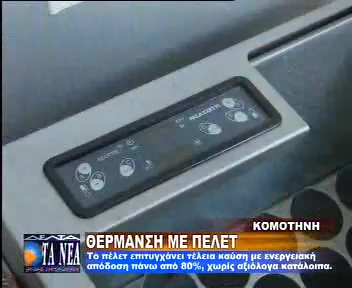 ΚΟΜΟΤΗΝΗ
ΔΕΛΤΑ
ΤΑ ΝΕΑ
ΘΕΡΜΑΝΣΗ ΜΕ ΠΕΛΕΤ
Το πέλετ επιτυγχάνει τέλεια καύση με ενεργειακή
απόδοση πάνω από 80%, χωρίς αξιόλογα κατάλοιπα.